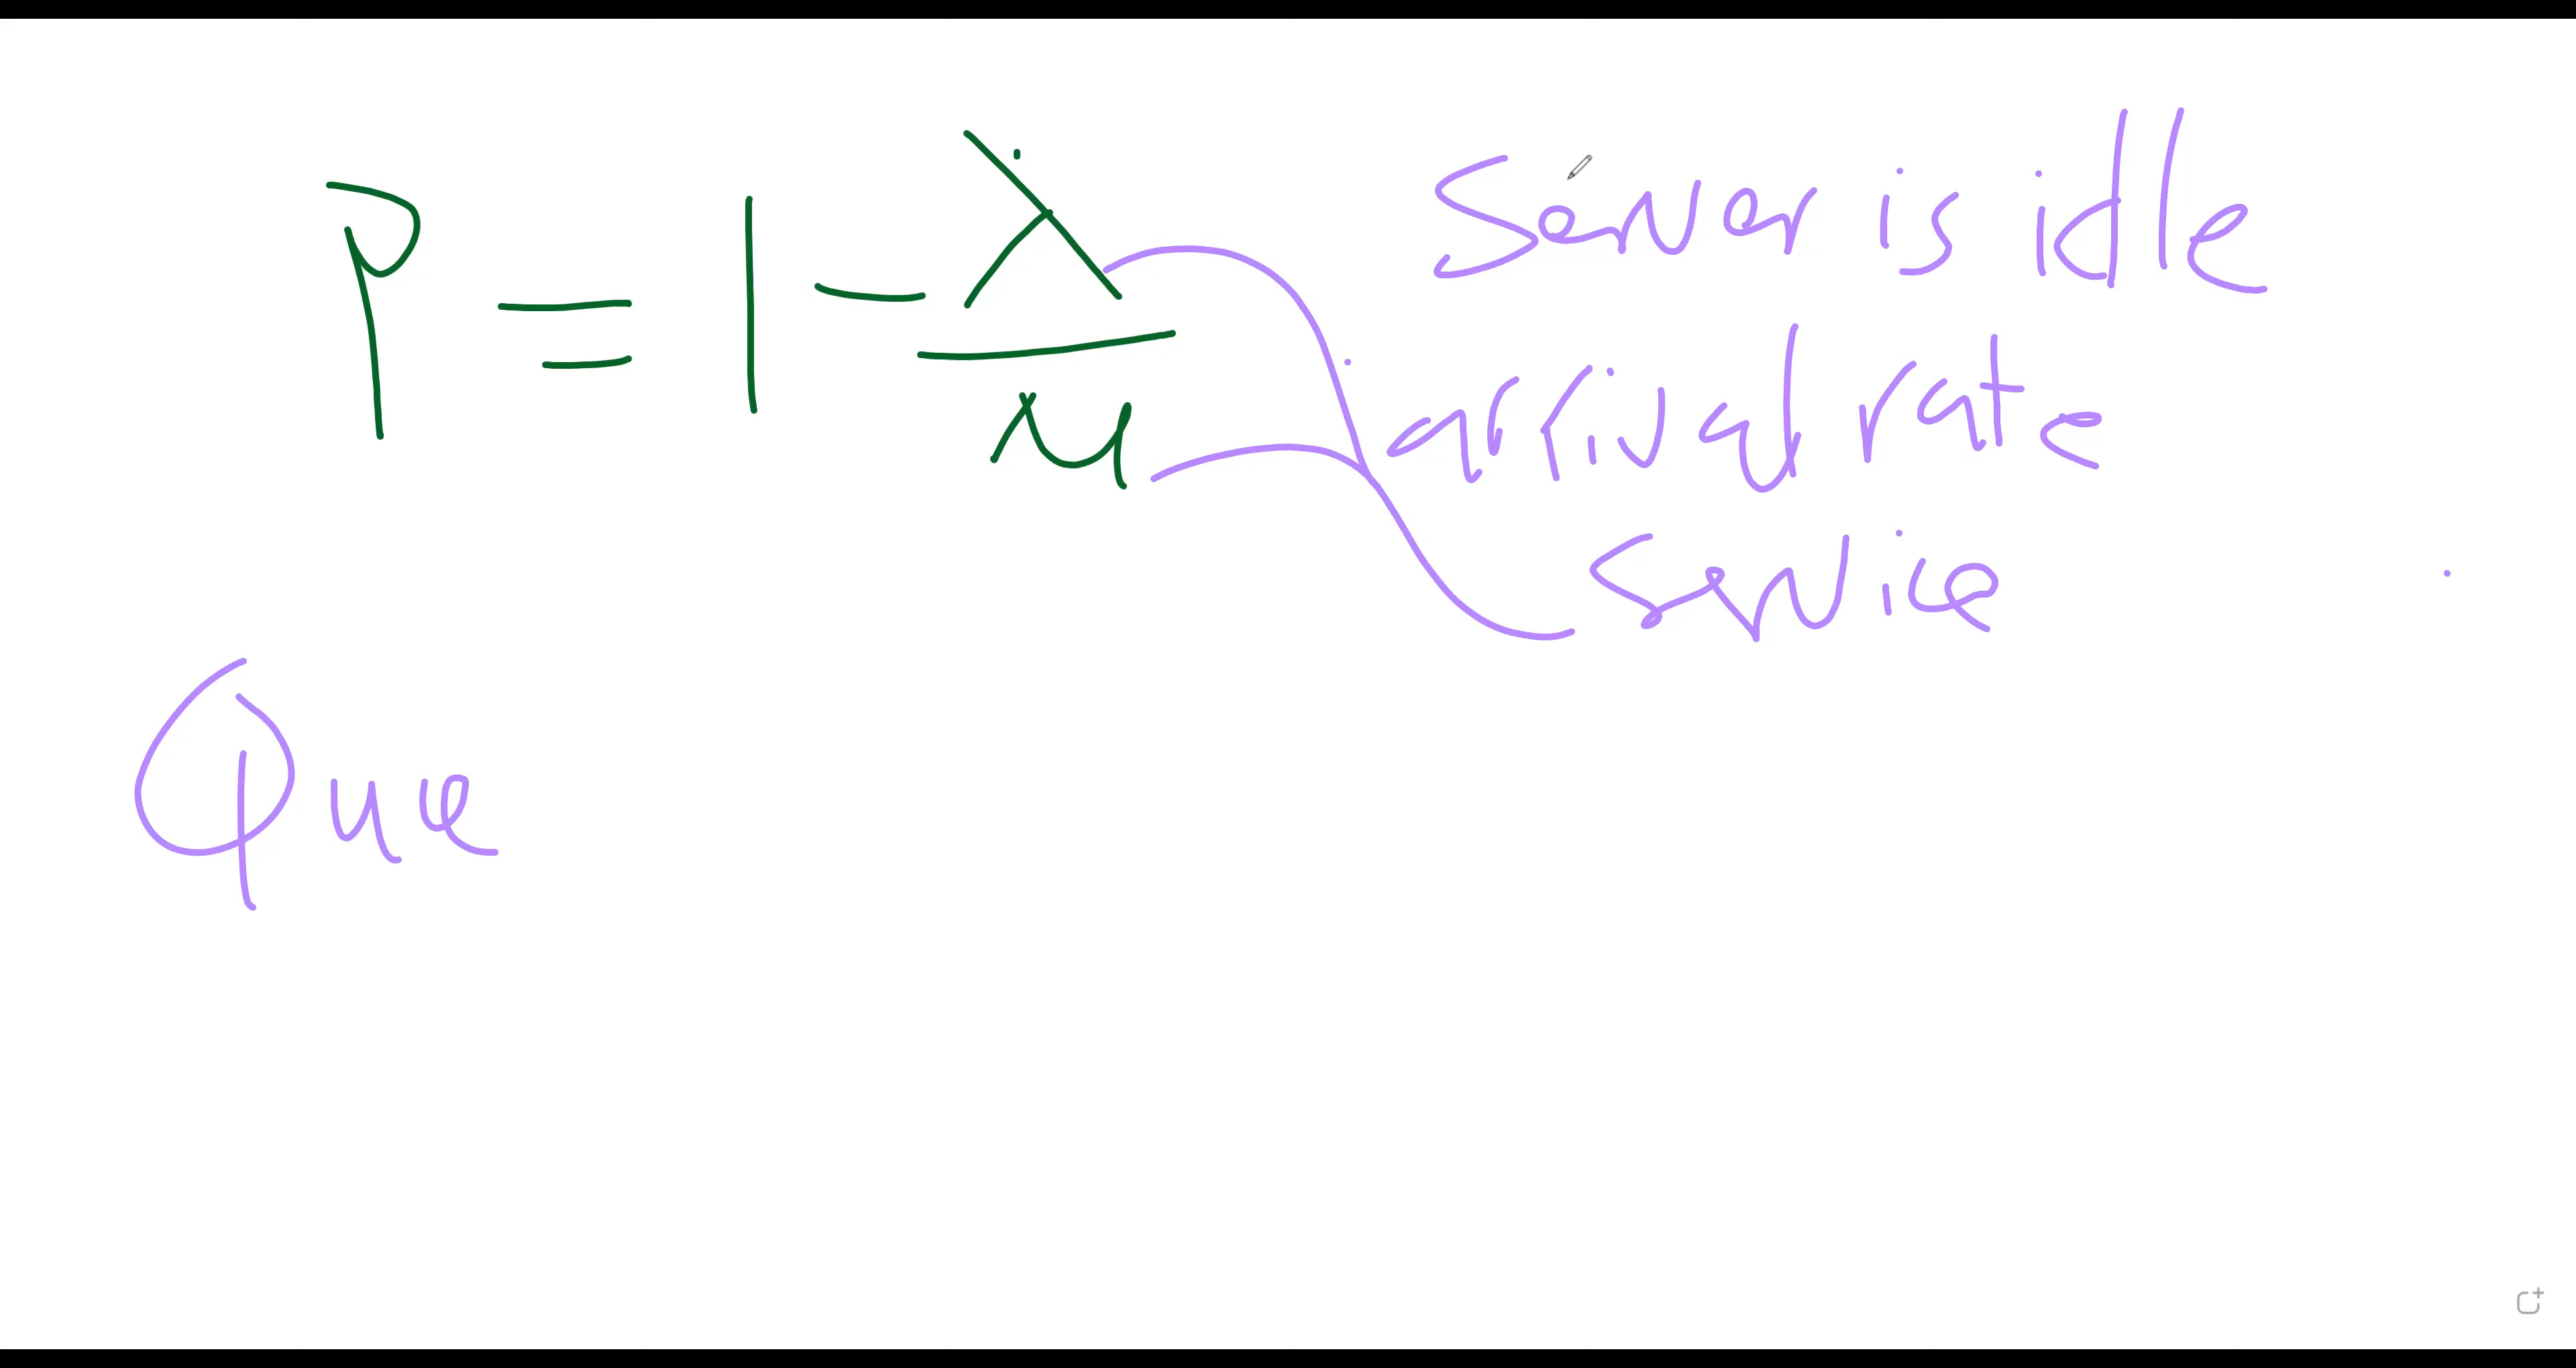 P = 1 - λ/μ
Server is idle
arrival rate
Service
Que